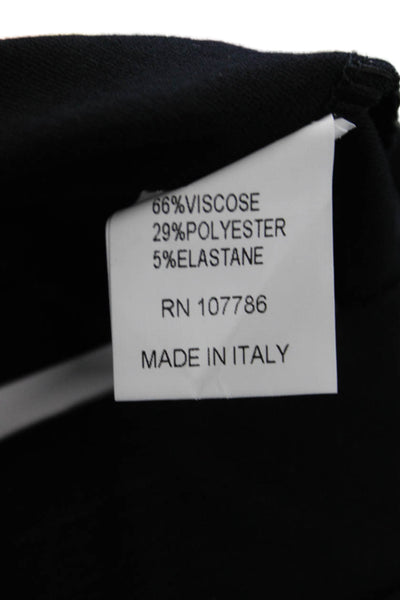 66%VISCOSE
29%POLYESTER
5%ELASTANE
RN 107786
MADE IN ITALY